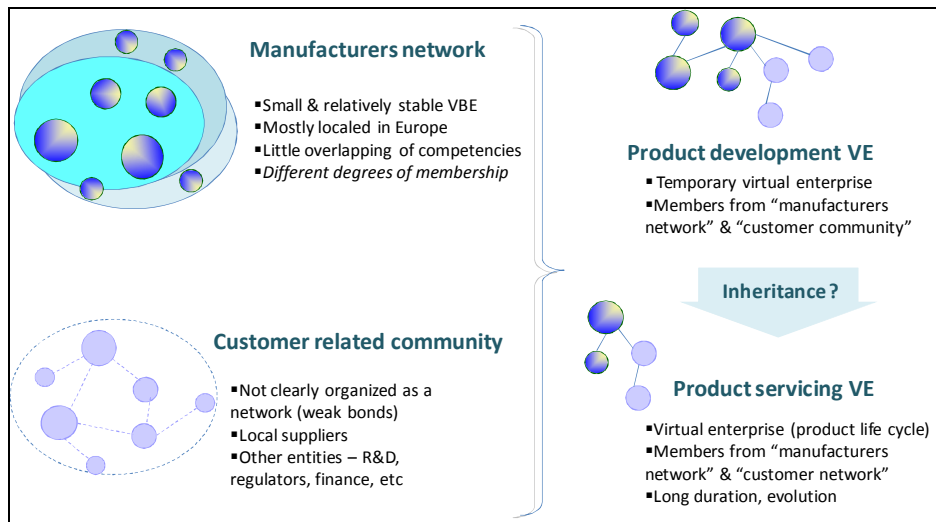 Manufacturers network
▪Small & relatively stable VBE
▪Mostly localed in Europe
▪Little overlapping of competencies
▪Different degrees of membership
Customer related community
▪Not clearly organized as a
network (weak bonds)
▪Local suppliers
▪Other entities – R&D,
regulators, finance, etc
Product development VE
▪ Temporary virtual enterprise
▪Members from “manufacturers
network” & “customer community”
Inheritance?
Product servicing VE
▪Virtual enterprise (product life cycle)
▪Members from “manufacturers
network” & “customer network”
▪Long duration, evolution